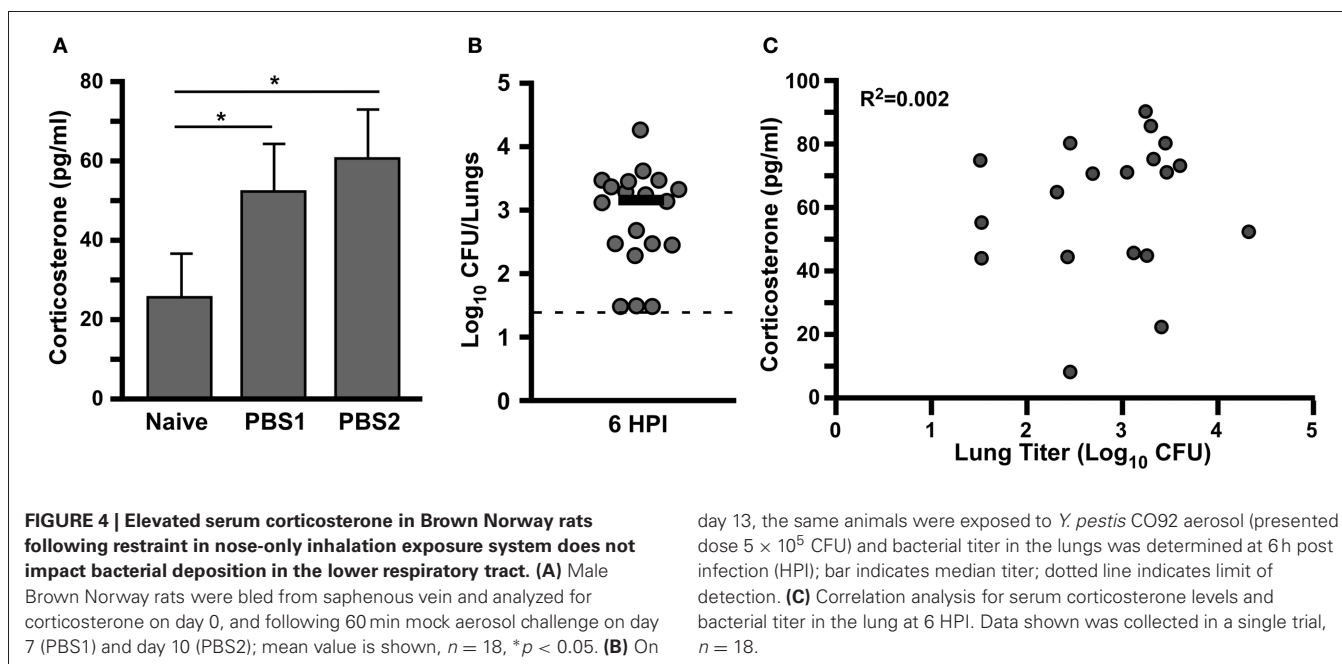 A
80
60
40
20
0
Corticosterone (pg/ml)
*
*
Naive PBS1 PBS2
B
5
4
3
2
1
0
Log10 CFU/Lungs
6 HPI
C
100
80
60
40
20
0
Corticosterone (pg/ml)
R²=0.002
0 1 2 3 4 5
Lung Titer (Log10 CFU)
FIGURE 4 | Elevated serum corticosterone in Brown Norway rats
following restraint in nose-only inhalation exposure system does not
impact bacterial deposition in the lower respiratory tract. (A) Male
Brown Norway rats were bled from saphenous vein and analyzed for
corticosterone on day 0, and following 60 min mock aerosol challenge on day
7 (PBS1) and day 10 (PBS2); mean value is shown, n = 18, *p < 0.05. (B) On
day 13, the same animals were exposed to Y. pestis CO92 aerosol (presented
dose 5 × 10⁵ CFU) and bacterial titer in the lungs was determined at 6 h post
infection (HPI); bar indicates median titer; dotted line indicates limit of
detection. (C) Correlation analysis for serum corticosterone levels and
bacterial titer in the lung at 6 HPI. Data shown was collected in a single trial,
n = 18.